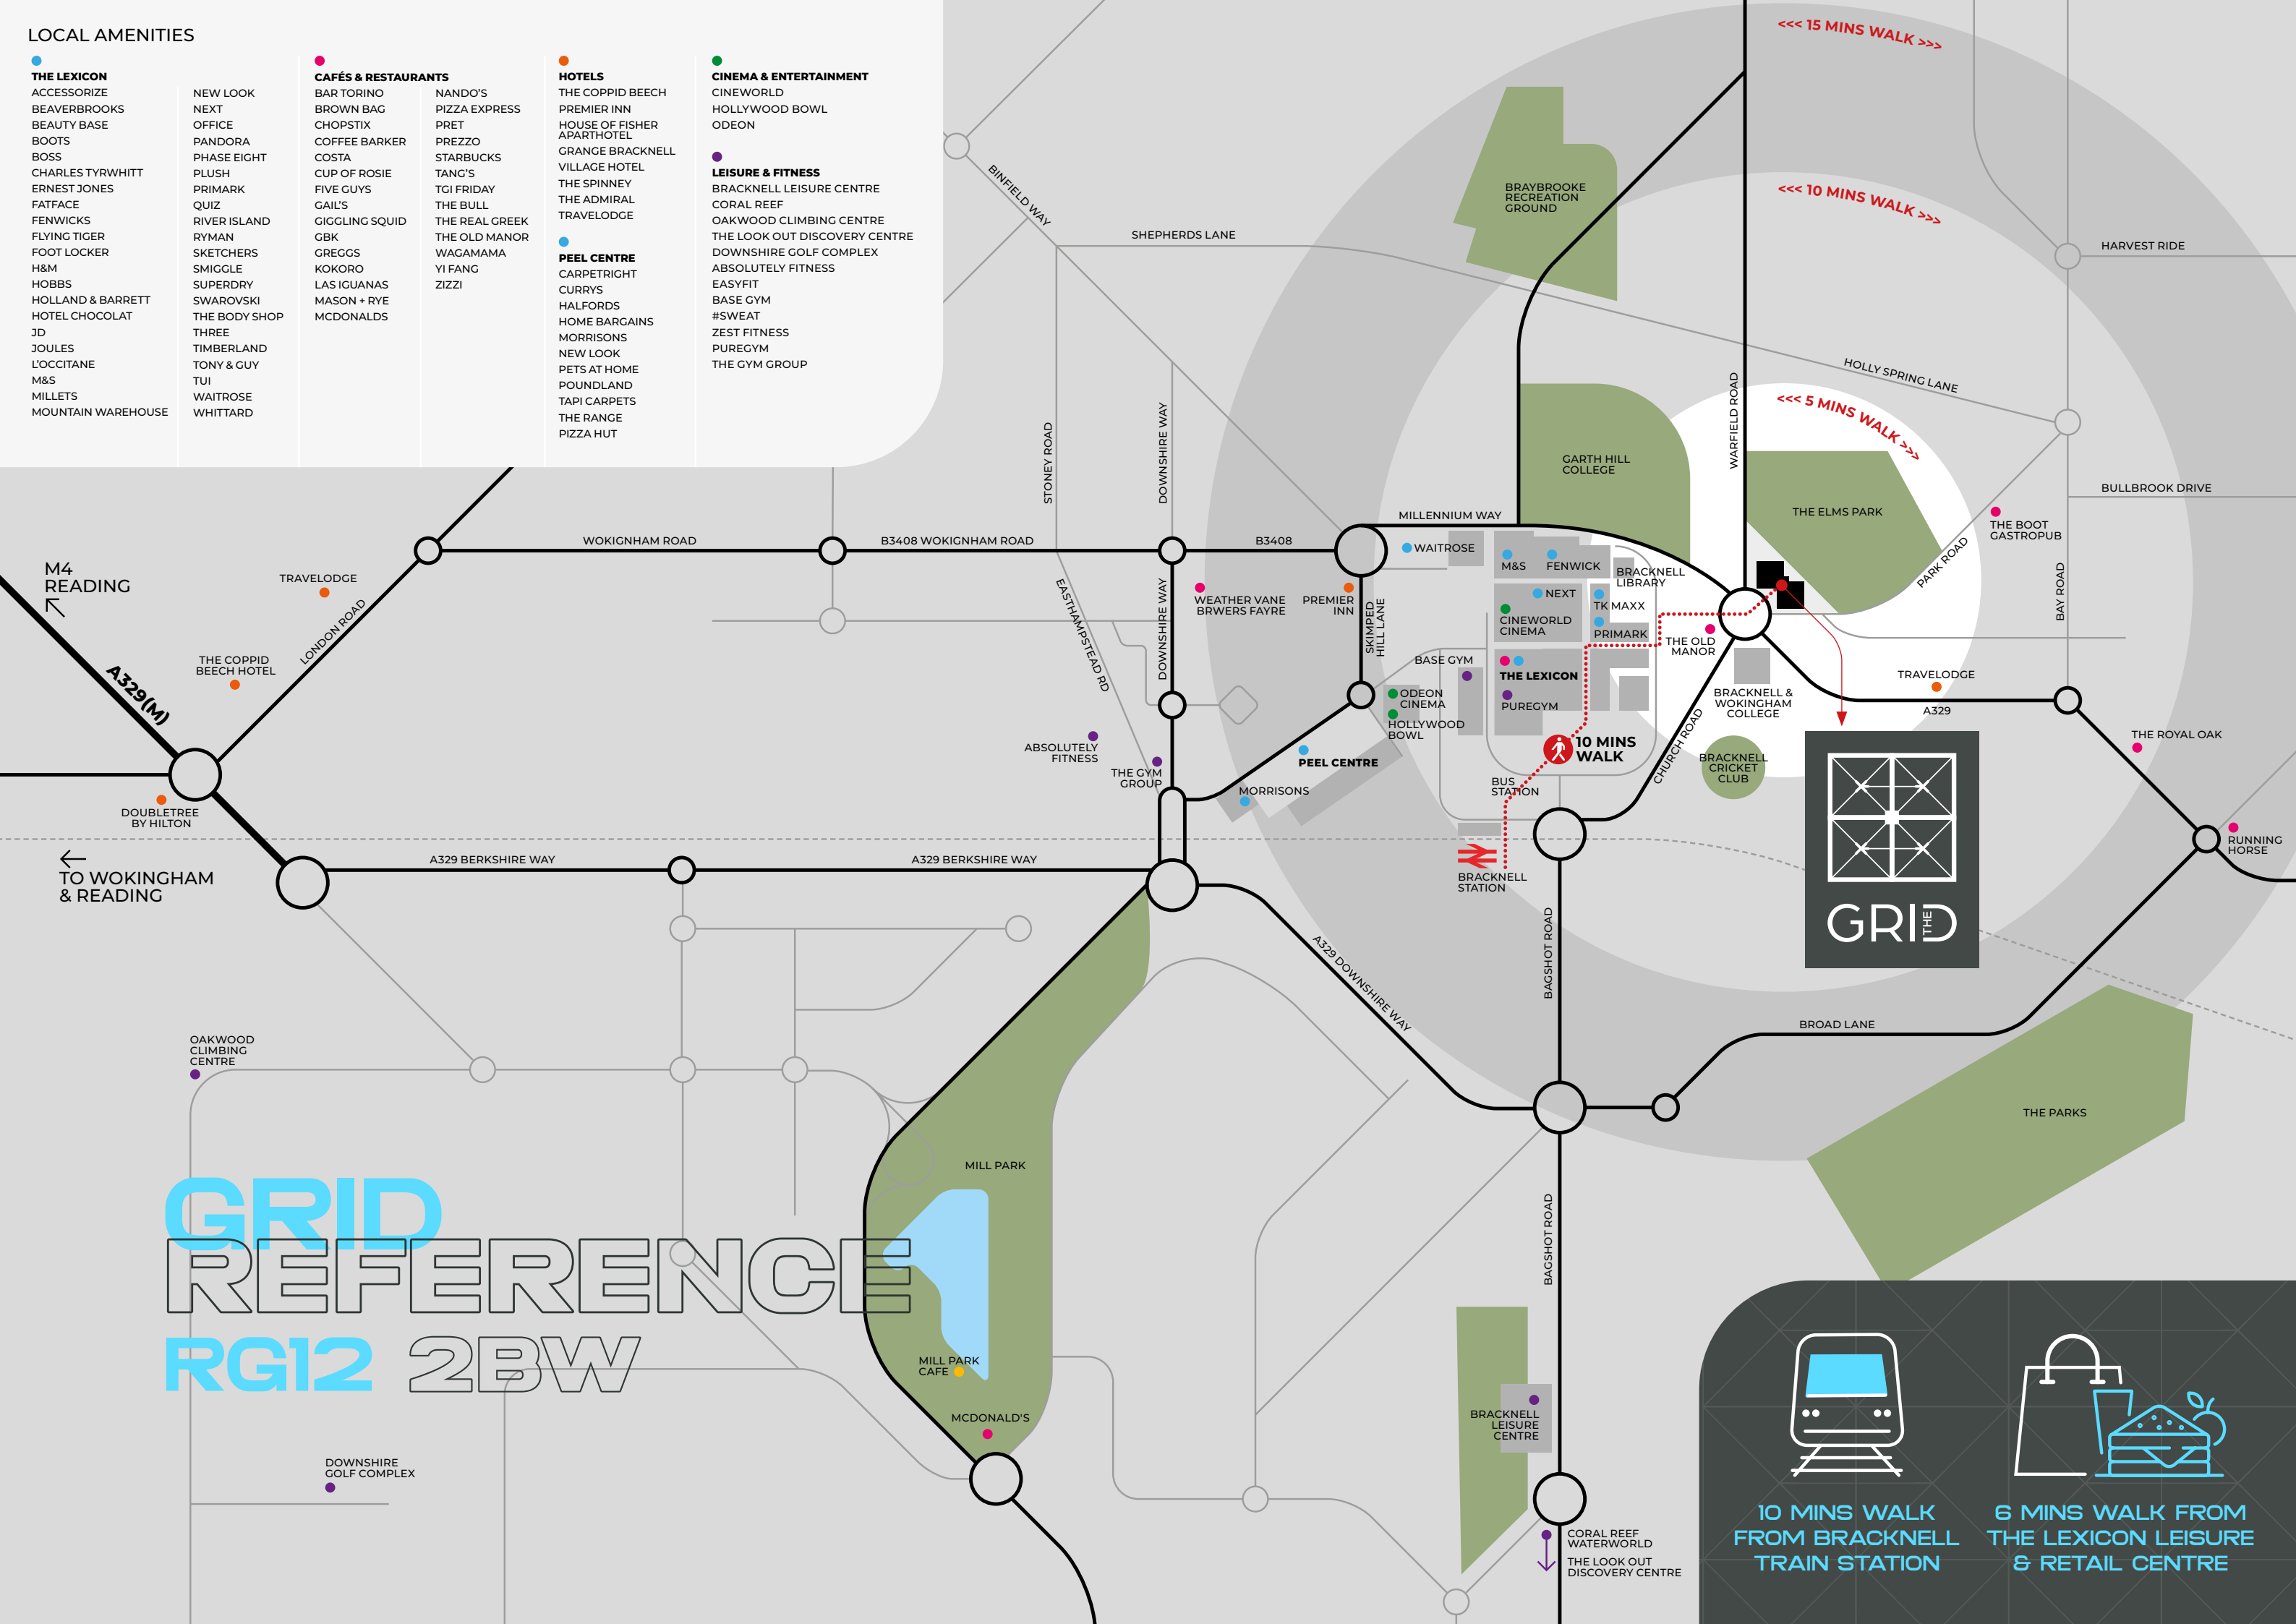 LOCAL AMENITIES
THE LEXICON
ACCESSORIZE
BEAVERBROOKS
BEAUTY BASE
BOOTS
BOSS
CHARLES TYRWHITT
ERNEST JONES
FATFACE
FENWICKS
FLYING TIGER
FOOT LOCKER
H&M
HOBBS
HOLLAND & BARRETT
HOTEL CHOCOLAT
JD
JOULES
L'OCCITANE
M&S
MILLETS
MOUNTAIN WAREHOUSE
NEW LOOK
NEXT
OFFICE
PANDORA
PHASE EIGHT
PLUSH
PRIMARK
QUIZ
RIVER ISLAND
RYMAN
SKETCHERS
SMIGGLE
SUPERDRY
SWAROVSKI
THE BODY SHOP
THREE
TIMBERLAND
TONY & GUY
TUI
WAITROSE
WHITTARD
CAFÉS & RESTAURANTS
BAR TORINO
BROWN BAG
CHOPSTIX
COFFEE BARKER
COSTA
CUP OF ROSIE
FIVE GUYS
GAIL'S
GIGGLING SQUID
GBK
GREGGS
KOKORO
LAS IGUANAS
MASON + RYE
MCDONALDS
NANDO'S
PIZZA EXPRESS
PRET
PREZZO
STARBUCKS
TANG'S
TGI FRIDAY
THE BULL
THE REAL GREEK
THE OLD MANOR
WAGAMAMA
YI FANG
ZIZZI
HOTELS
THE COPPID BEECH
PREMIER INN
HOUSE OF FISHER
APARTHOTEL
GRANGE BRACKNELL
VILLAGE HOTEL
THE SPINNEY
THE ADMIRAL
TRAVELODGE
PEEL CENTRE
CARPETRIGHT
CURRYS
HALFORDS
HOME BARGAINS
MORRISONS
NEW LOOK
PETS AT HOME
POUNDLAND
TAPI CARPETS
THE RANGE
PIZZA HUT
CINEMA & ENTERTAINMENT
CINEWORLD
HOLLYWOOD BOWL
ODEON
LEISURE & FITNESS
BRACKNELL LEISURE CENTRE
CORAL REEF
OAKWOOD CLIMBING CENTRE
THE LOOK OUT DISCOVERY CENTRE
DOWNSHIRE GOLF COMPLEX
ABSOLUTELY FITNESS
EASYFIT
BASE GYM
#SWEAT
ZEST FITNESS
PUREGYM
THE GYM GROUP
<<< 15 MINS WALK >>>
<<< 10 MINS WALK >>>
<<< 5 MINS WALK >>>
BINFIELD WAY
SHEPHERDS LANE
BRAYBROOKE
RECREATION
GROUND
HARVEST RIDE
HOLLY SPRING LANE
WARFIELD ROAD
STONEY ROAD
DOWNSHIRE WAY
GARTH HILL
COLLEGE
THE ELMS PARK
BULLBROOK DRIVE
THE BOOT
GASTROPUB
PARK ROAD
BAY ROAD
MILLENNIUM WAY
WOKIGNHAM ROAD
B3408 WOKIGNHAM ROAD
B3408
M4
READING
TRAVELODGE
LONDON ROAD
THE COPPID
BEECH HOTEL
A329(M)
DOUBLETREE
BY HILTON
TO WOKINGHAM
& READING
A329 BERKSHIRE WAY
A329 BERKSHIRE WAY
EASTHAMPSTEAD RD
DOWNSHIRE WAY
WEATHER VANE
BRWERS FAYRE
PREMIER
INN
SKIMPED
HILL LANE
WAITROSE
M&S
FENWICK
BRACKNELL
LIBRARY
NEXT
TK MAXX
CINEWORLD
CINEMA
PRIMARK
BASE GYM
THE LEXICON
PUREGYM
ODEON
CINEMA
HOLLYWOOD
BOWL
THE OLD
MANOR
BRACKNELL &
WOKINGHAM
COLLEGE
TRAVELODGE
A329
10 MINS
WALK
CHURCH ROAD
BRACKNELL
CRICKET
CLUB
ABSOLUTELY
FITNESS
THE GYM
GROUP
PEEL CENTRE
MORRISONS
BUS
STATION
BRACKNELL
STATION
THE ROYAL OAK
RUNNING
HORSE
GRID
THE
A329 DOWNSHIRE WAY
BAGSHOT ROAD
BROAD LANE
THE PARKS
OAKWOOD
CLIMBING
CENTRE
MILL PARK
BAGSHOT ROAD
GRID
REFERENCE
RG12 2BW
MILL PARK
CAFE
MCDONALD'S
DOWNSHIRE
GOLF COMPLEX
BRACKNELL
LEISURE
CENTRE
CORAL REEF
WATERWORLD
THE LOOK OUT
DISCOVERY CENTRE
10 MINS WALK
FROM BRACKNELL
TRAIN STATION
6 MINS WALK FROM
THE LEXICON LEISURE
& RETAIL CENTRE